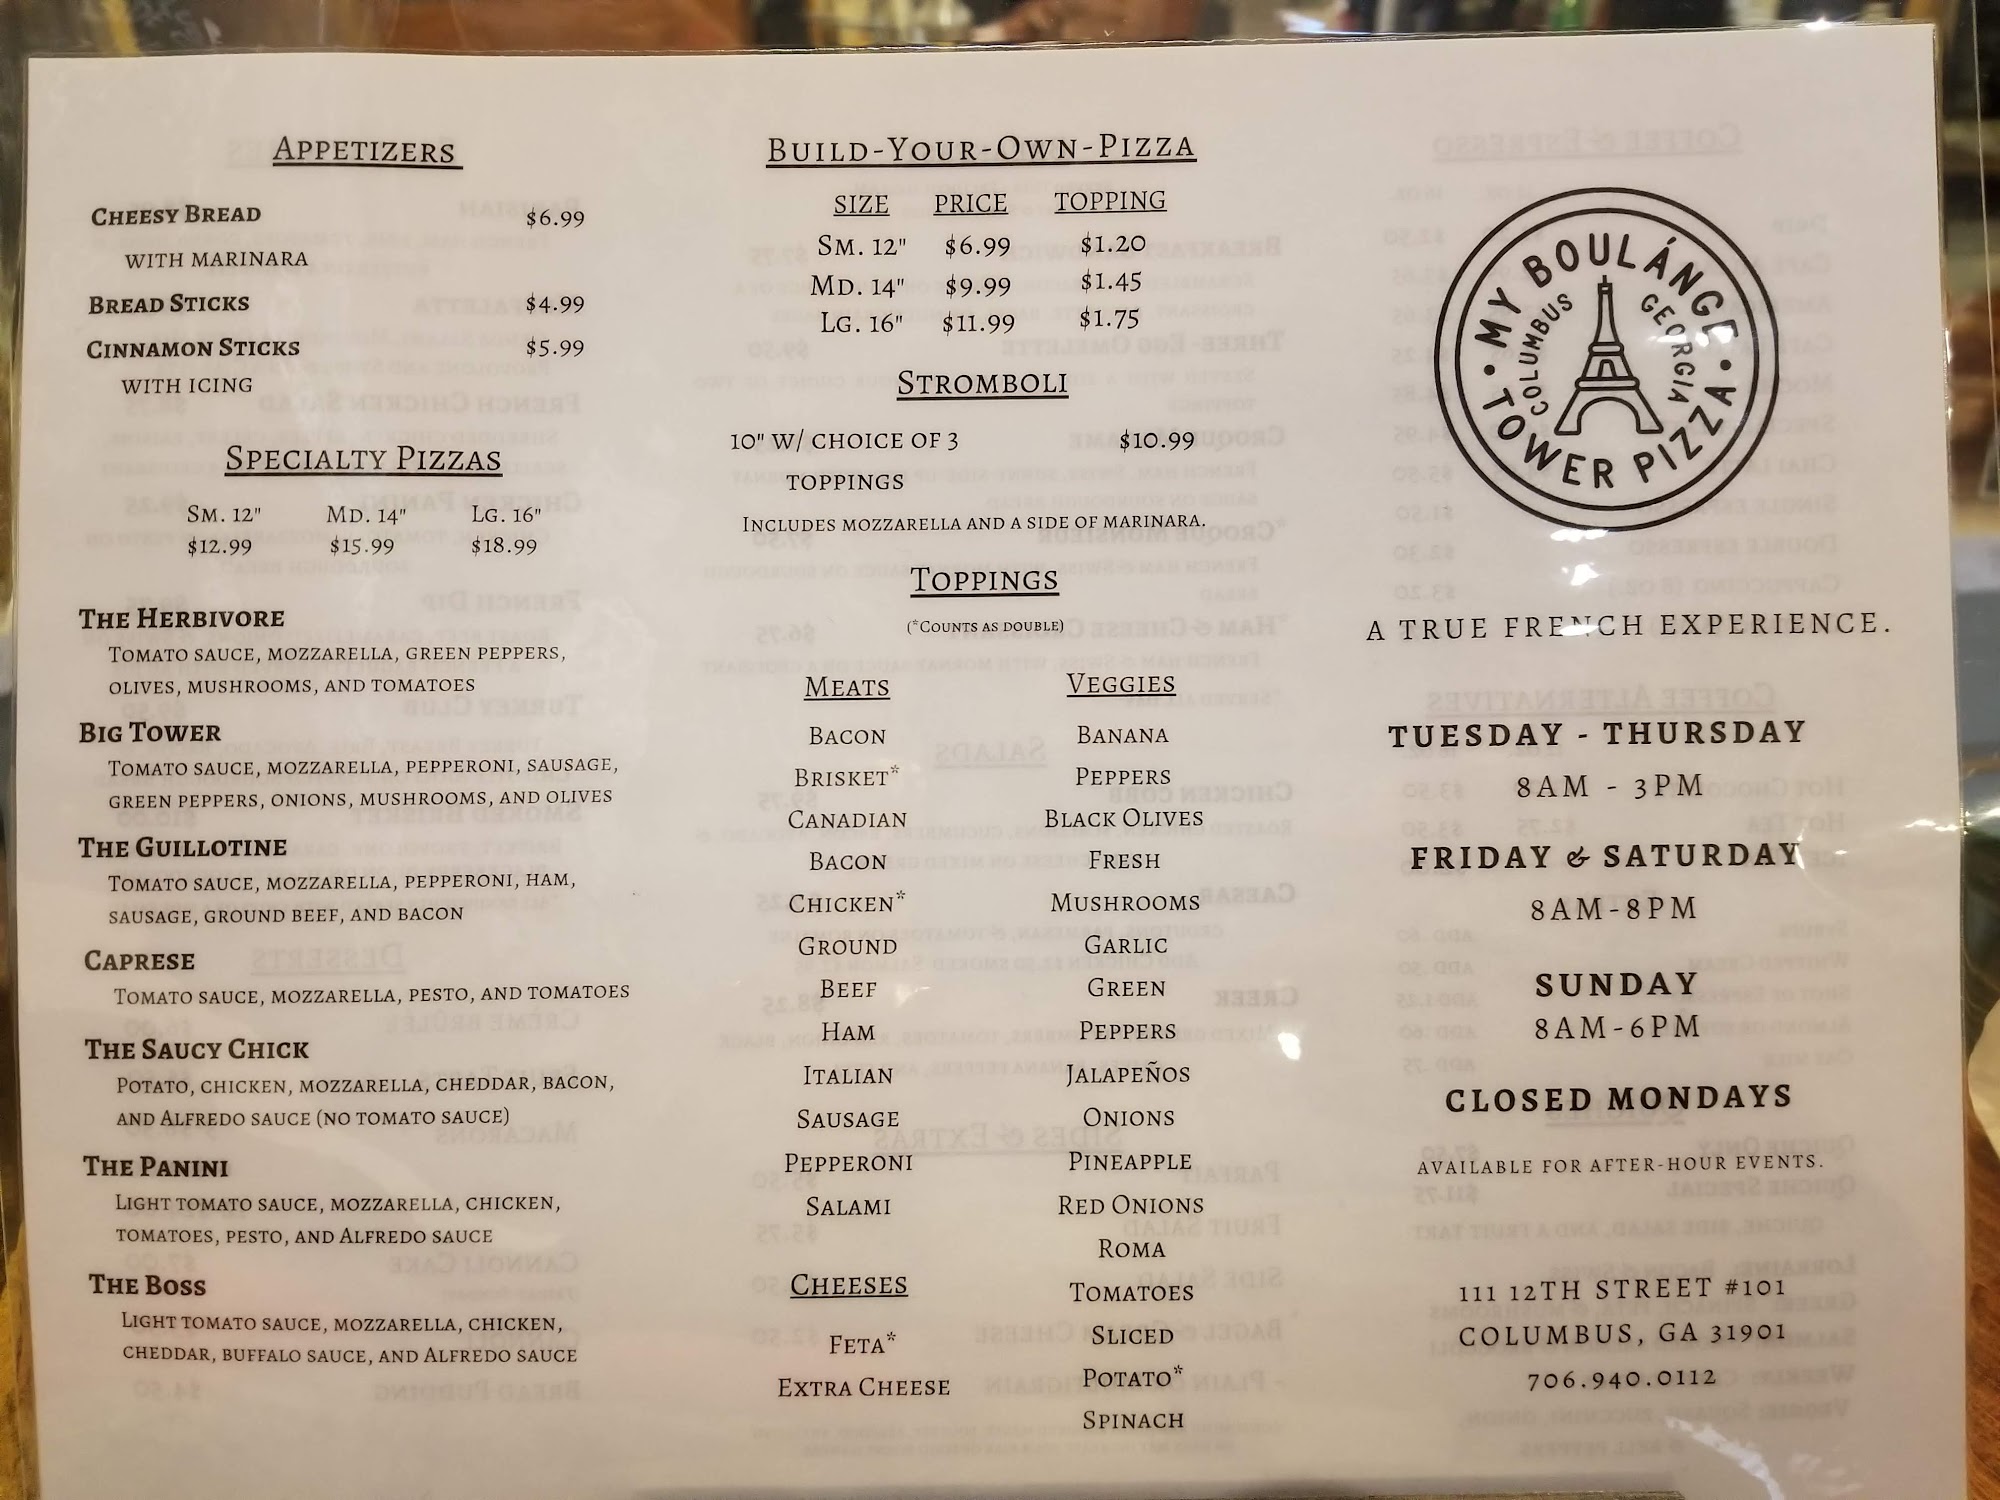 Appetizers
Cheesy Bread $6.99
with marinara
Bread Sticks $4.99
Cinnamon Sticks $5.99
with icing
Specialty Pizzas
Sm. 12" Md. 14" Lg. 16"
$12.99 $15.99 $18.99
The Herbivore
Tomato sauce, mozzarella, green peppers,
olives, mushrooms, and tomatoes
Big Tower
Tomato sauce, mozzarella, pepperoni, sausage,
green peppers, onions, mushrooms, and olives
The Guillotine
Tomato sauce, mozzarella, pepperoni, ham,
sausage, ground beef, and bacon
Caprese
Tomato sauce, mozzarella, pesto, and tomatoes
The Saucy Chick
Potato, chicken, mozzarella, cheddar, bacon,
and Alfredo sauce (no tomato sauce)
The Panini
Light tomato sauce, mozzarella, chicken,
tomatoes, pesto, and Alfredo sauce
The Boss
Light tomato sauce, mozzarella, chicken,
cheddar, buffalo sauce, and Alfredo sauce
Build-Your-Own-Pizza
SIZE PRICE TOPPING
Sm. 12" $6.99 $1.20
Md. 14" $9.99 $1.45
Lg. 16" $11.99 $1.75
Stromboli
10" w/ choice of 3 $10.99
toppings
Includes mozzarella and a side of marinara.
Toppings
(*Counts as double)
Meats
Bacon
Brisket*
Canadian
Bacon
Chicken*
Ground
Beef
Ham
Italian
Sausage
Pepperoni
Salami
Cheeses
Feta*
Extra Cheese
Veggies
Banana
Peppers
Black Olives
Fresh
Mushrooms
Garlic
Green
Peppers
Jalapeños
Onions
Pineapple
Red Onions
Roma
Tomatoes
Sliced
Potato*
Spinach
MY BOULÁNGE
COLUMBUS GEORGIA
TOWER PIZZA
A TRUE FRENCH EXPERIENCE.
TUESDAY - THURSDAY
8AM - 3PM
FRIDAY & SATURDAY
8AM-8PM
SUNDAY
8AM-6PM
CLOSED MONDAYS
AVAILABLE FOR AFTER-HOUR EVENTS.
111 12TH STREET #101
COLUMBUS, GA 31901
706.940.0112